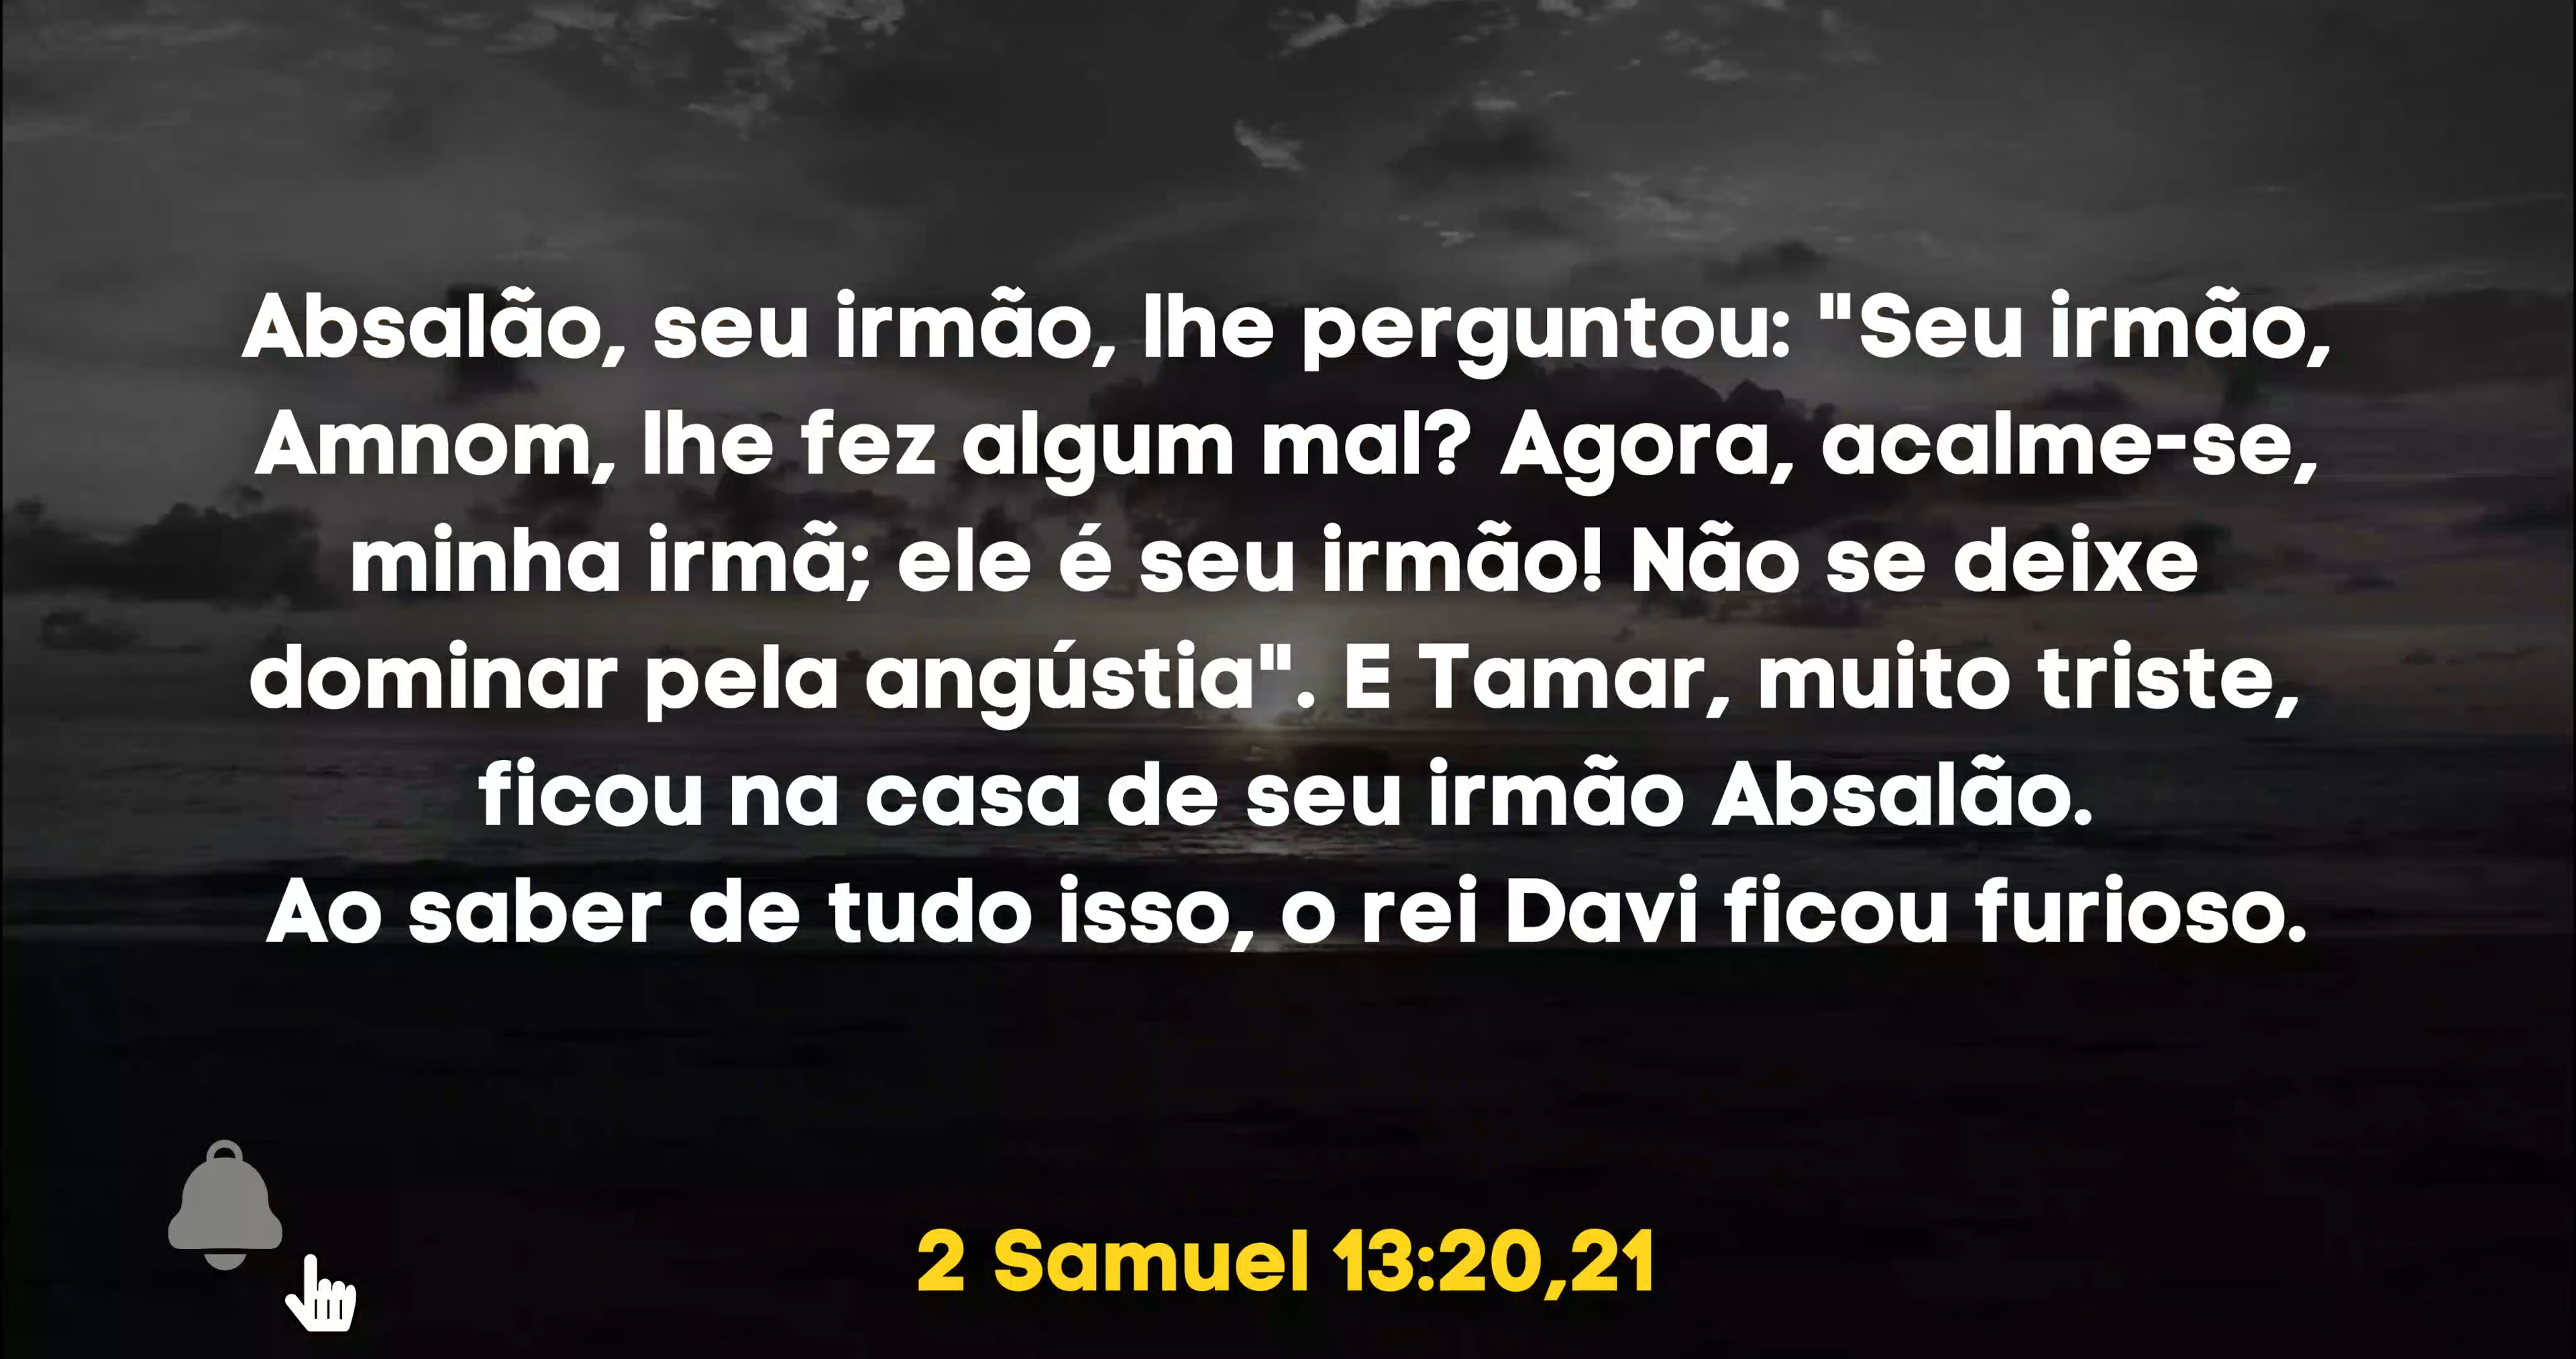 Absalão, seu irmão, lhe perguntou: "Seu irmão,
Amnom, lhe fez algum mal? Agora, acalme-se,
minha irmã; ele é seu irmão! Não se deixe
dominar pela angústia". E Tamar, muito triste,
ficou na casa de seu irmão Absalão.
Ao saber de tudo isso, o rei Davi ficou furioso.
2 Samuel 13:20,21